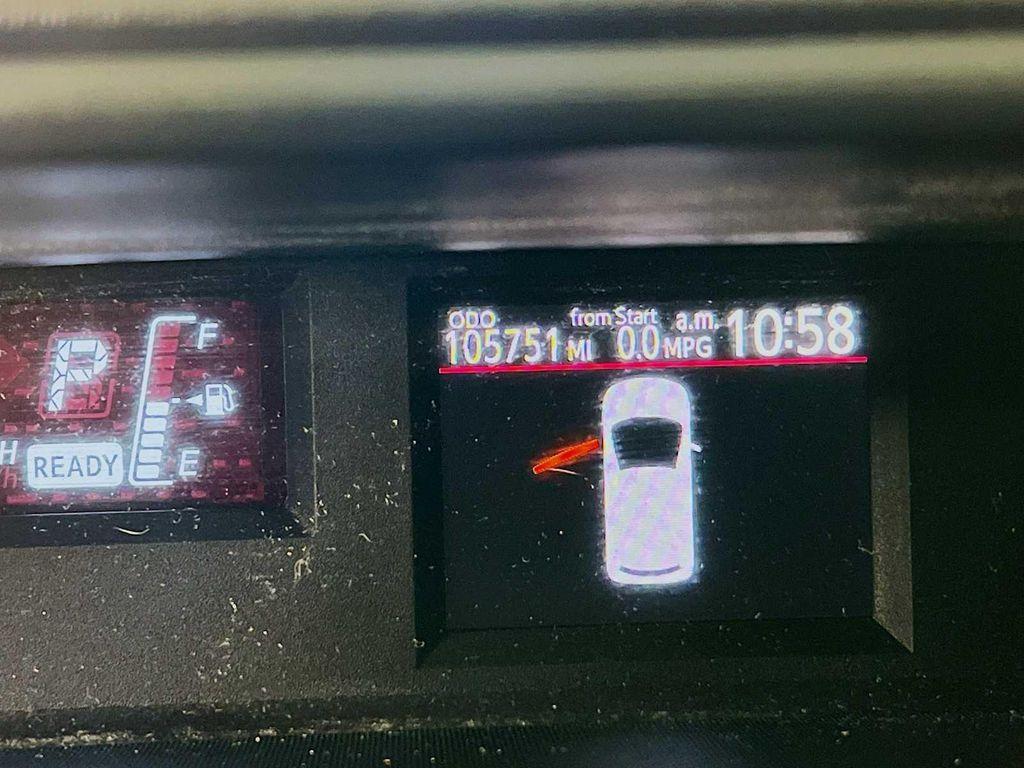 ODO from Start a.m. 10:58
105751 MI 0.0 MPG
F
P
E
H
READY
h